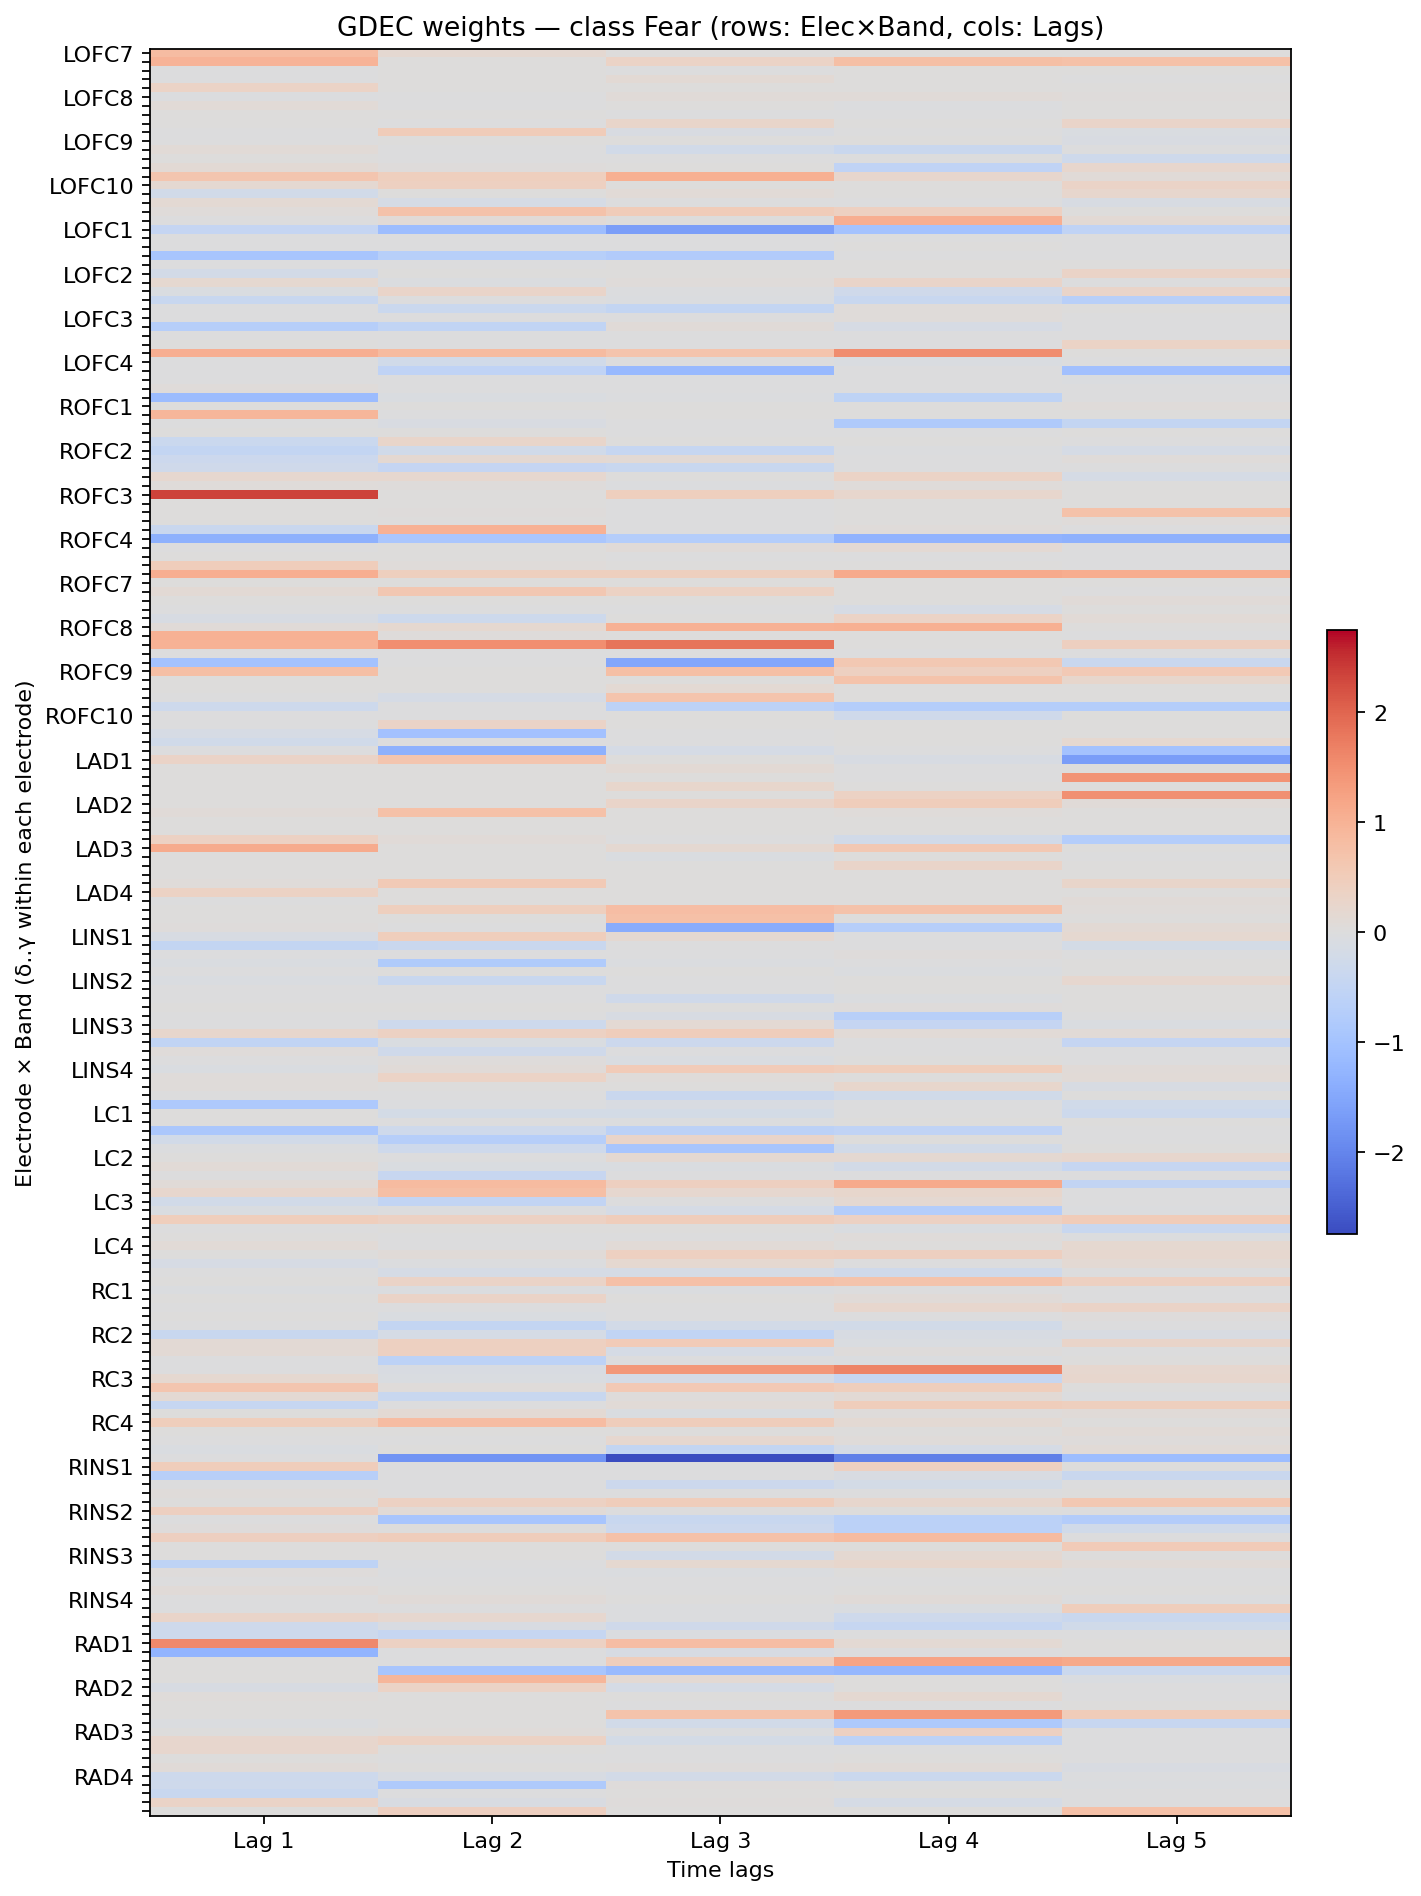 GDEC weights — class Fear (rows: Elec×Band, cols: Lags)
LOFC7
LOFC8
LOFC9
LOFC10
LOFC1
LOFC2
LOFC3
LOFC4
ROFC1
ROFC2
ROFC3
ROFC4
ROFC7
ROFC8
ROFC9
ROFC10
LAD1
LAD2
LAD3
LAD4
LINS1
LINS2
LINS3
LINS4
LC1
LC2
LC3
LC4
RC1
RC2
RC3
RC4
RINS1
RINS2
RINS3
RINS4
RAD1
RAD2
RAD3
RAD4
Electrode × Band (δ..γ within each electrode)
Lag 1
Lag 2
Lag 3
Lag 4
Lag 5
Time lags
2
1
0
−1
−2